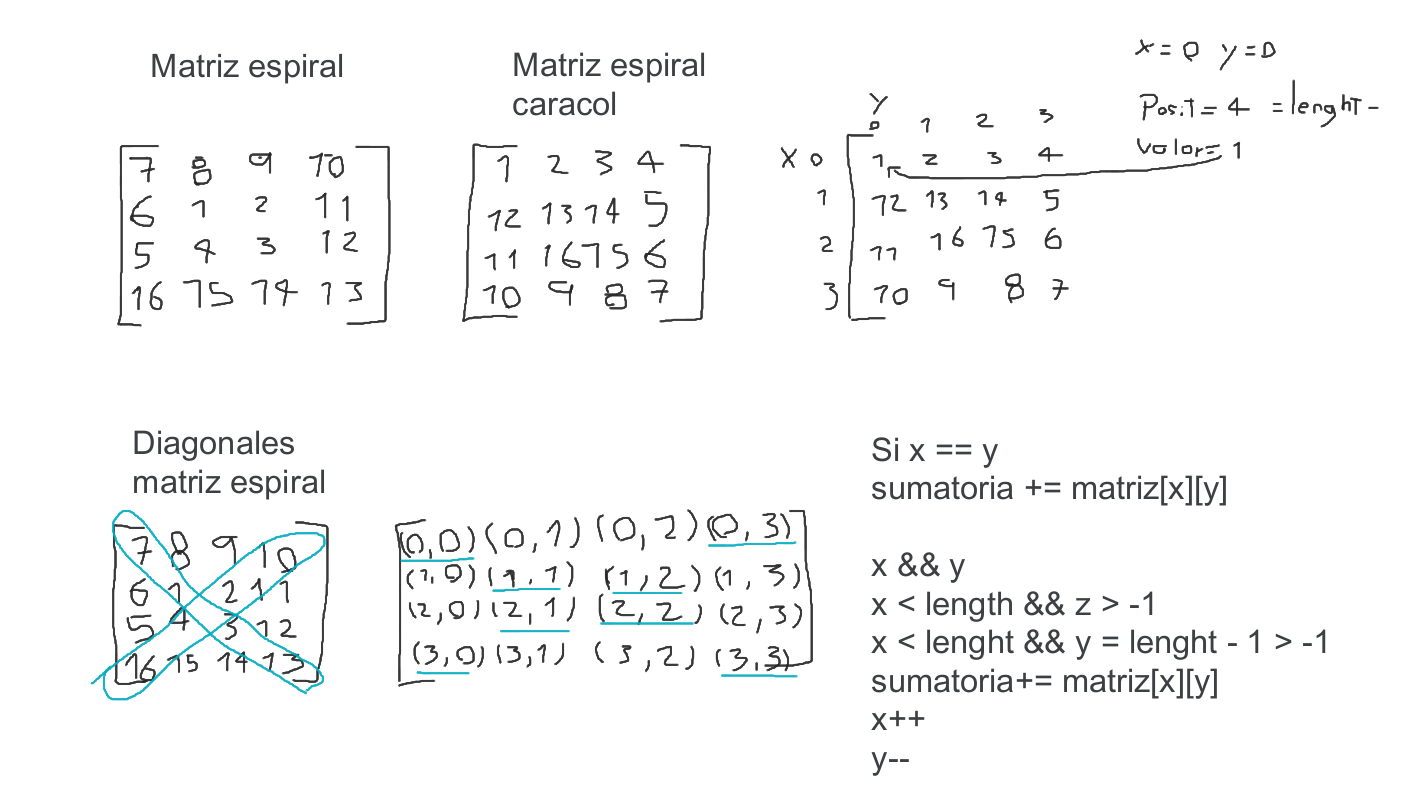 Matriz espiral
7 8 9 10
6 1 2 11
5 4 3 12
16 15 14 13
Matriz espiral
caracol
1 2 3 4
12 13 14 5
11 16 15 6
10 9 8 7
x = 0 y = 0
Posit = 4 = lenght -
valor = 1
y
0 1 2 3
X 0 1 2 3 4
1 12 13 14 5
2 11 16 15 6
3 10 9 8 7
Diagonales
matriz espiral
7 8 9 10
6 1 2 11
5 4 3 12
16 15 14 13
(0,0) (0,1) (0,2) (0,3)
(1,0) (1,1) (1,2) (1,3)
(2,0) (2,1) (2,2) (2,3)
(3,0) (3,1) (3,2) (3,3)
Si x == y
sumatoria += matriz[x][y]
x && y
x < length && z > -1
x < lenght && y = lenght - 1 > -1
sumatoria+= matriz[x][y]
x++
y--